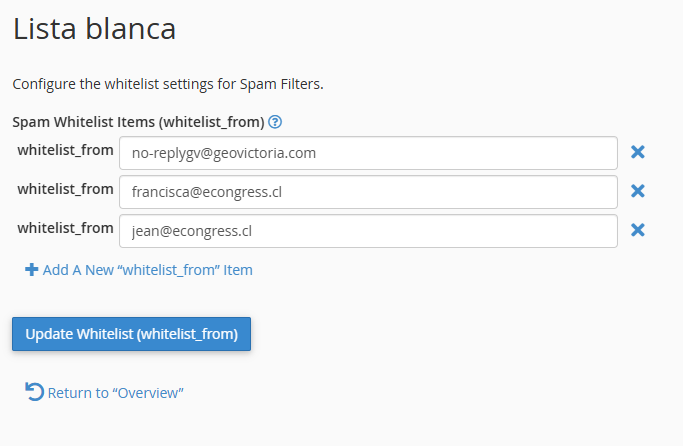 Lista blanca
Configure the whitelist settings for Spam Filters.
Spam Whitelist Items (whitelist_from)
whitelist_from no-replygv@geovictoria.com
whitelist_from francisca@econgress.cl
whitelist_from jean@econgress.cl
Add A New “whitelist_from” Item
Update Whitelist (whitelist_from)
Return to “Overview”